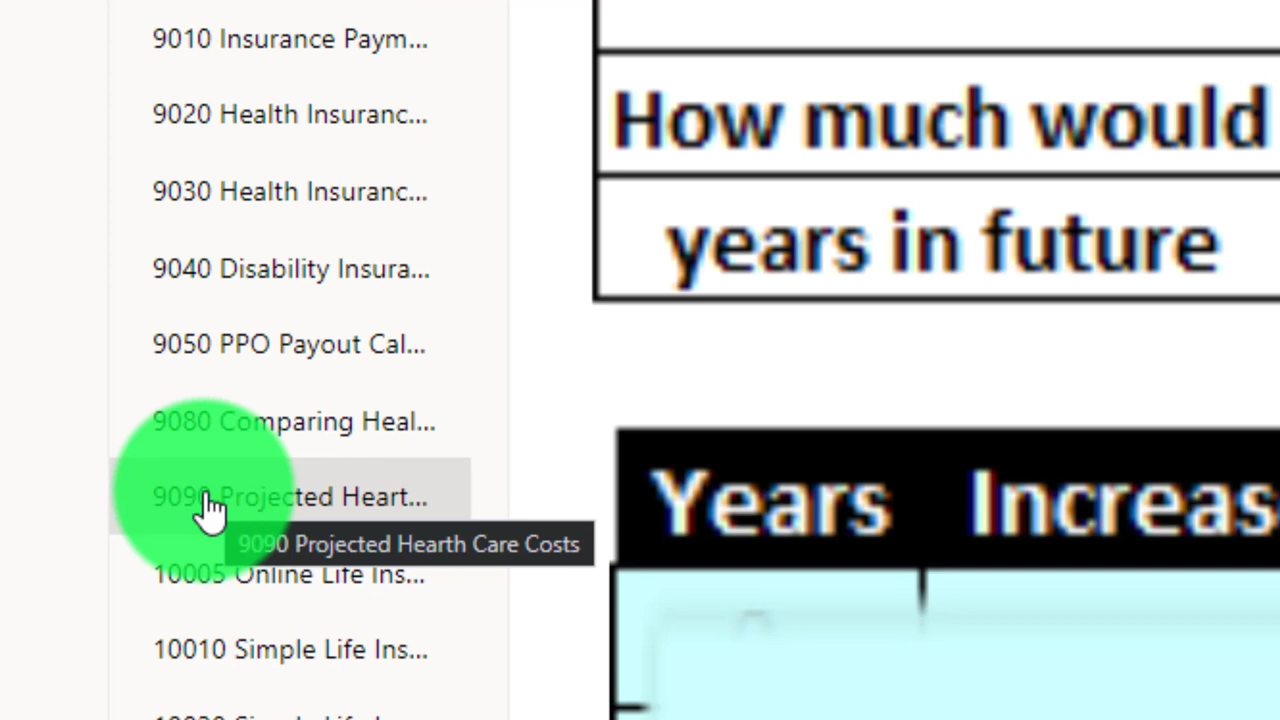 9010 Insurance Paym...
9020 Health Insuranc...
9030 Health Insuranc...
9040 Disability Insura...
9050 PPO Payout Cal...
9080 Comparing Heal...
9090 Projected Heart...
9090 Projected Hearth Care Costs
10005 Online Life Ins...
10010 Simple Life Ins...
How much would
years in future
Years Increas